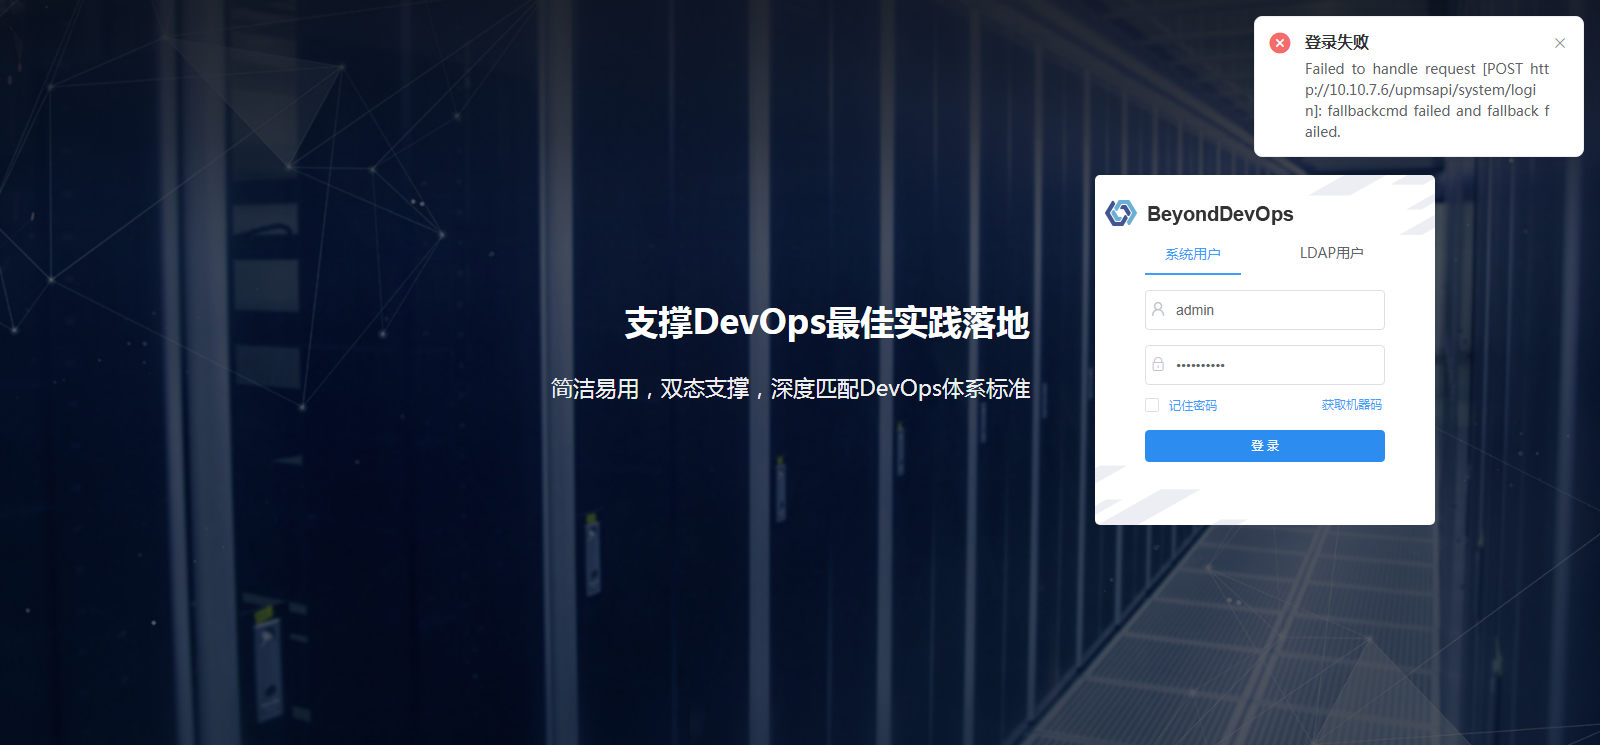 登录失败
Failed to handle request [POST htt
p://10.10.7.6/upmsapi/system/logi
n]: fallbackcmd failed and fallback f
ailed.
BeyondDevOps
系统用户 LDAP用户
admin
••••••••••
记住密码 获取机器码
登 录
支撑DevOps最佳实践落地
简洁易用，双态支撑，深度匹配DevOps体系标准